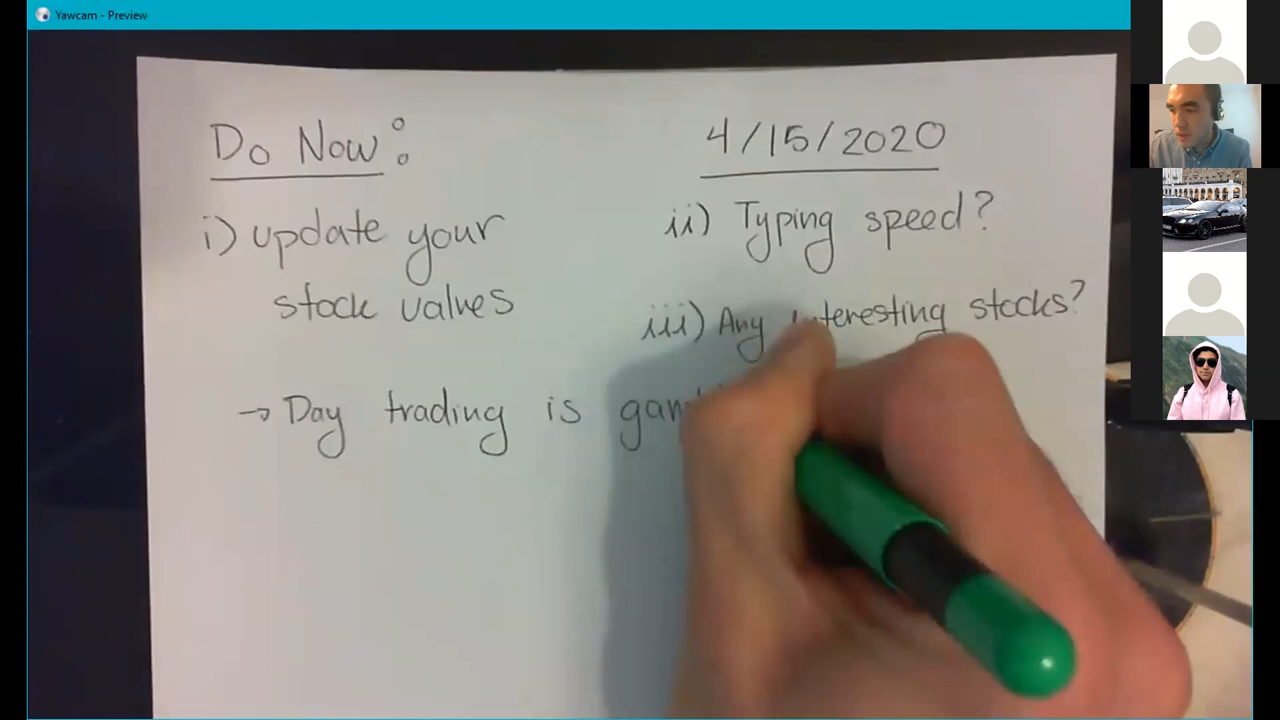 Yawcam - Preview
Do Now:
i) update your
stock values
4/15/2020
ii) Typing speed?
iii) Any interesting stocks?
→ Day trading is